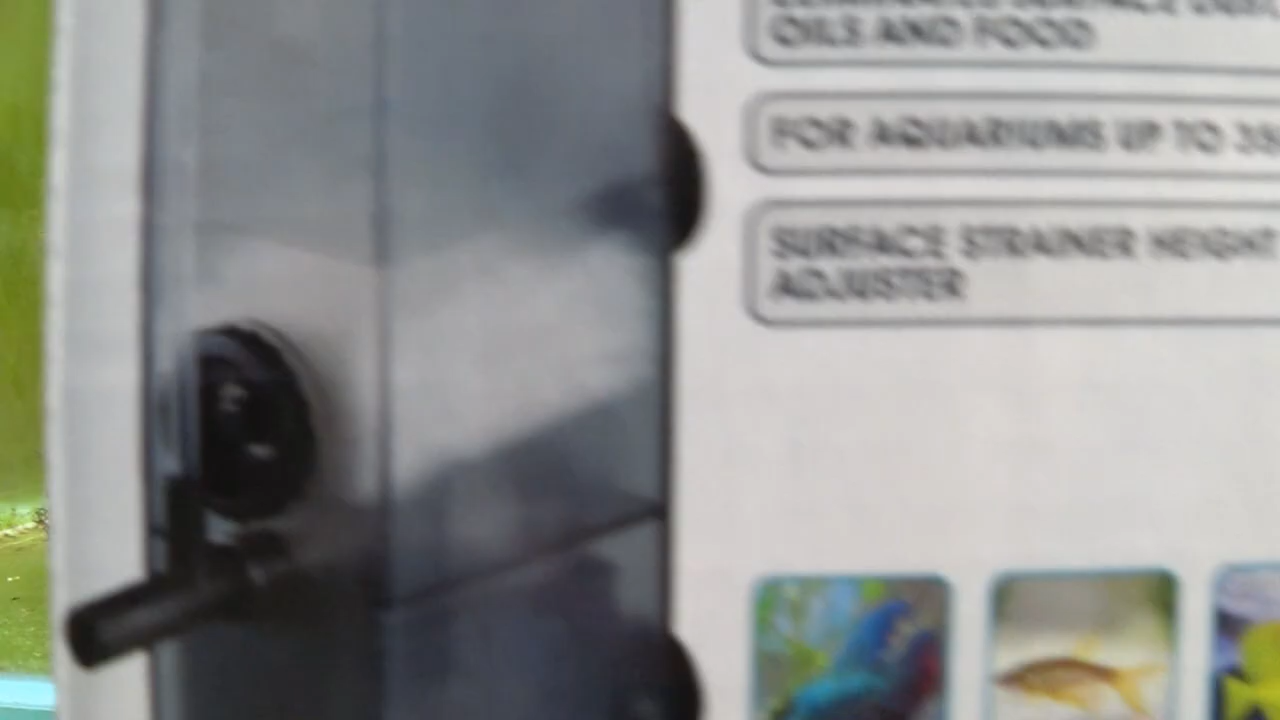 OILS AND FOOD
FOR AQUARIUMS UP TO
SURFACE STRAINER HEIGHT
ADJUSTER